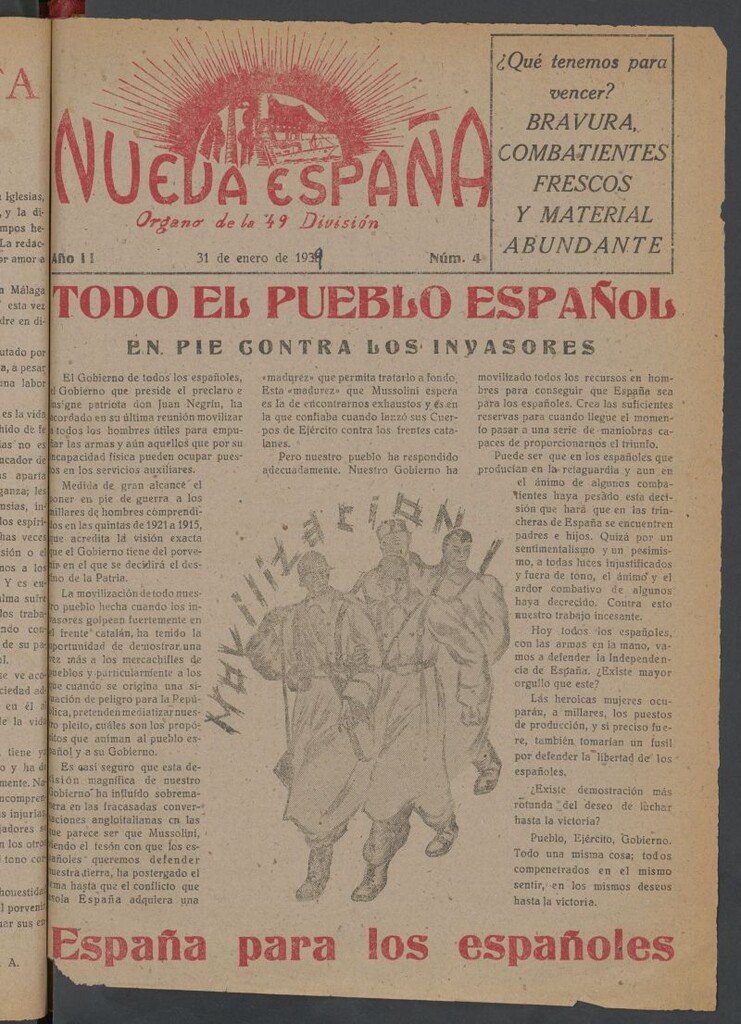 NUEVA ESPAÑA
Organo de la 49 División
Año II 31 de enero de 1939 Núm. 4
¿Qué tenemos para
vencer?
BRAVURA,
COMBATIENTES
FRESCOS
Y MATERIAL
ABUNDANTE
TODO EL PUEBLO ESPAÑOL
EN PIE CONTRA LOS INVASORES
El Gobierno de todos los españoles,
el Gobierno que preside el preclaro e
insigne patriota don Juan Negrín, ha
acordado en su última reunión movilizar
a todos los hombres útiles para empu-
ñar las armas y aún aquellos que por su
incapacidad física pueden ocupar pues-
tos en los servicios auxiliares.
Medida de gran alcance el
poner en pie de guerra a los
millares de hombres comprendi-
dos en las quintas de 1921 a 1915,
que acredita la visión exacta
que el Gobierno tiene del porve-
nir en el que se decidirá el des-
tino de la Patria.
La movilización de todo nues-
tro pueblo hecha cuando los in-
vasores golpean fuertemente en
el frente catalán, ha tenido la
oportunidad de demostrar una
vez más a los mercachifles de
pueblos y particularmente a los
que cuando se origina una si-
tuación de peligro para la Repú-
blica, pretenden mediatizar nues-
tro pleito, cuáles son los propó-
sitos que animan al pueblo es-
pañol y a su Gobierno.
Es casi seguro que esta de-
cisión magnífica de nuestro
Gobierno ha influído sobrema-
nera en las fracasadas conver-
saciones angloitalianas en las
que parece ser que Mussolini,
viendo el tesón con que los es-
pañoles queremos defender
nuestra tierra, ha postergado el
tema hasta que el conflicto que
asola España adquiera una
«madurez» que permita tratarlo a fondo.
Esta «madurez» que Mussolini espera
es la de encontrarnos exhaustos y es en
la que confiaba cuando lanzó sus Cuer-
pos de Ejército contra los frentes cata-
lanes.
Pero nuestro pueblo ha respondido
adecuadamente. Nuestro Gobierno ha
Movilización
movilizado todos los recursos en hom-
bres para conseguir que España sea
para los españoles. Crea las suficientes
reservas para cuando llegue el momen-
to pasar a una serie de maniobras ca-
paces de proporcionarnos el triunfo.
Puede ser que en los españoles que
producían en la retaguardia y aun en
el ánimo de algunos comba-
tientes haya pesado esta deci-
sión que hará que en las trin-
cheras de España se encuentren
padres e hijos. Quizá por un
sentimentalismo y un pesimis-
mo, a todas luces injustificados
y fuera de tono, el ánimo y el
ardor combativo de algunos
haya decrecido. Contra esto
nuestro trabajo incesante.
Hoy todos los españoles,
con las armas en la mano, va-
mos a defender la Independen-
cia de España. ¿Existe mayor
orgullo que este?
Las heroicas mujeres ocu-
parán, a millares, los puestos
de producción, y si preciso fue-
re, también tomarían un fusil
por defender la libertad de los
españoles.
¿Existe demostración más
rotunda del deseo de luchar
hasta la victoria?
Pueblo, Ejército, Gobierno.
Todo una misma cosa; todos
compenetrados en el mismo
sentir, en los mismos deseos
hasta la victoria.
España para los españoles